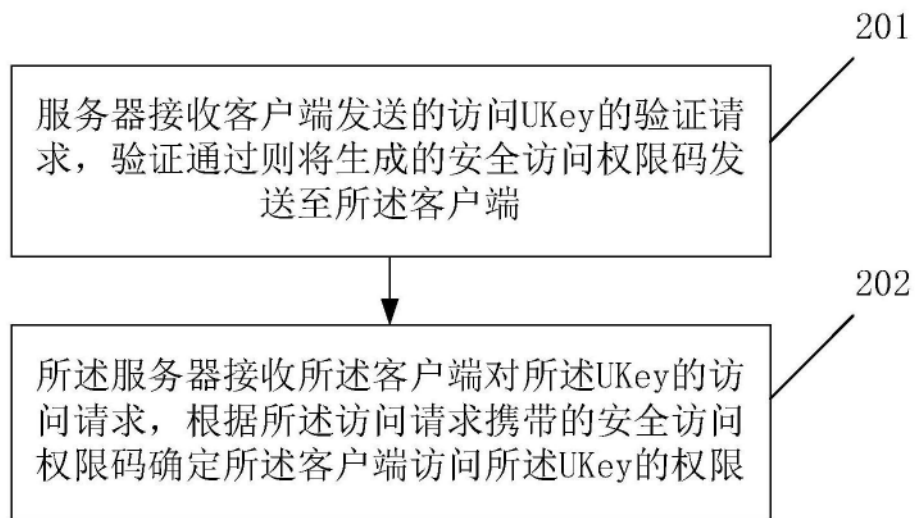 201
服务器接收客户端发送的访问UKey的验证请
求，验证通过则将生成的安全访问权限码发
送至所述客户端
202
所述服务器接收所述客户端对所述UKey的访
问请求，根据所述访问请求携带的安全访问
权限码确定所述客户端访问所述UKey的权限